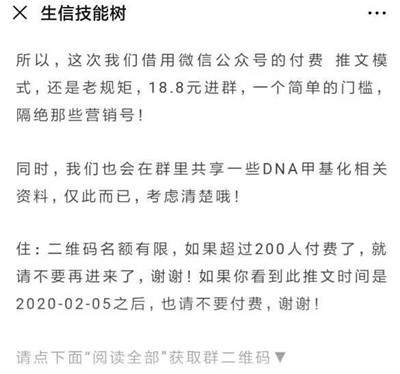 生信技能树
所以，这次我们借用微信公众号的付费 推文模
式，还是老规矩，18.8元进群，一个简单的门槛，
隔绝那些营销号！
同时，我们也会在群里共享一些DNA甲基化相关
资料，仅此而已，考虑清楚哦！
住：二维码名额有限，如果超过200人付费了，就
请不要再进来了，谢谢！如果你看到此推文时间是
2020-02-05之后，也请不要付费，谢谢！
请点下面“阅读全部”获取群二维码▼